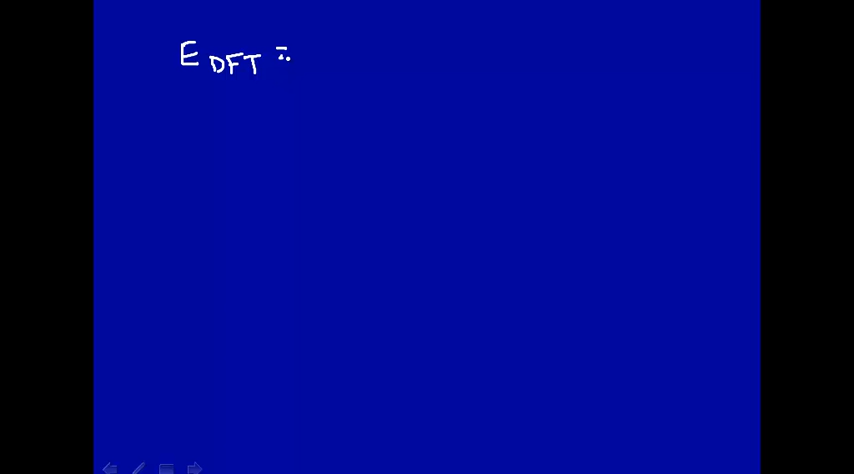 E DFT =